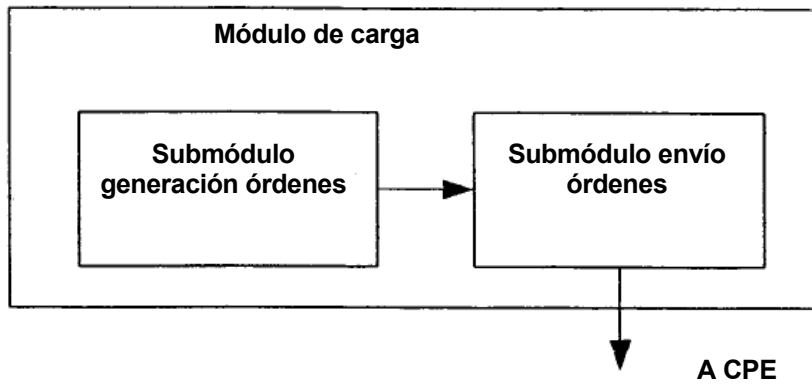 Módulo de carga
Submódulo
generación órdenes
Submódulo envío
órdenes
A CPE